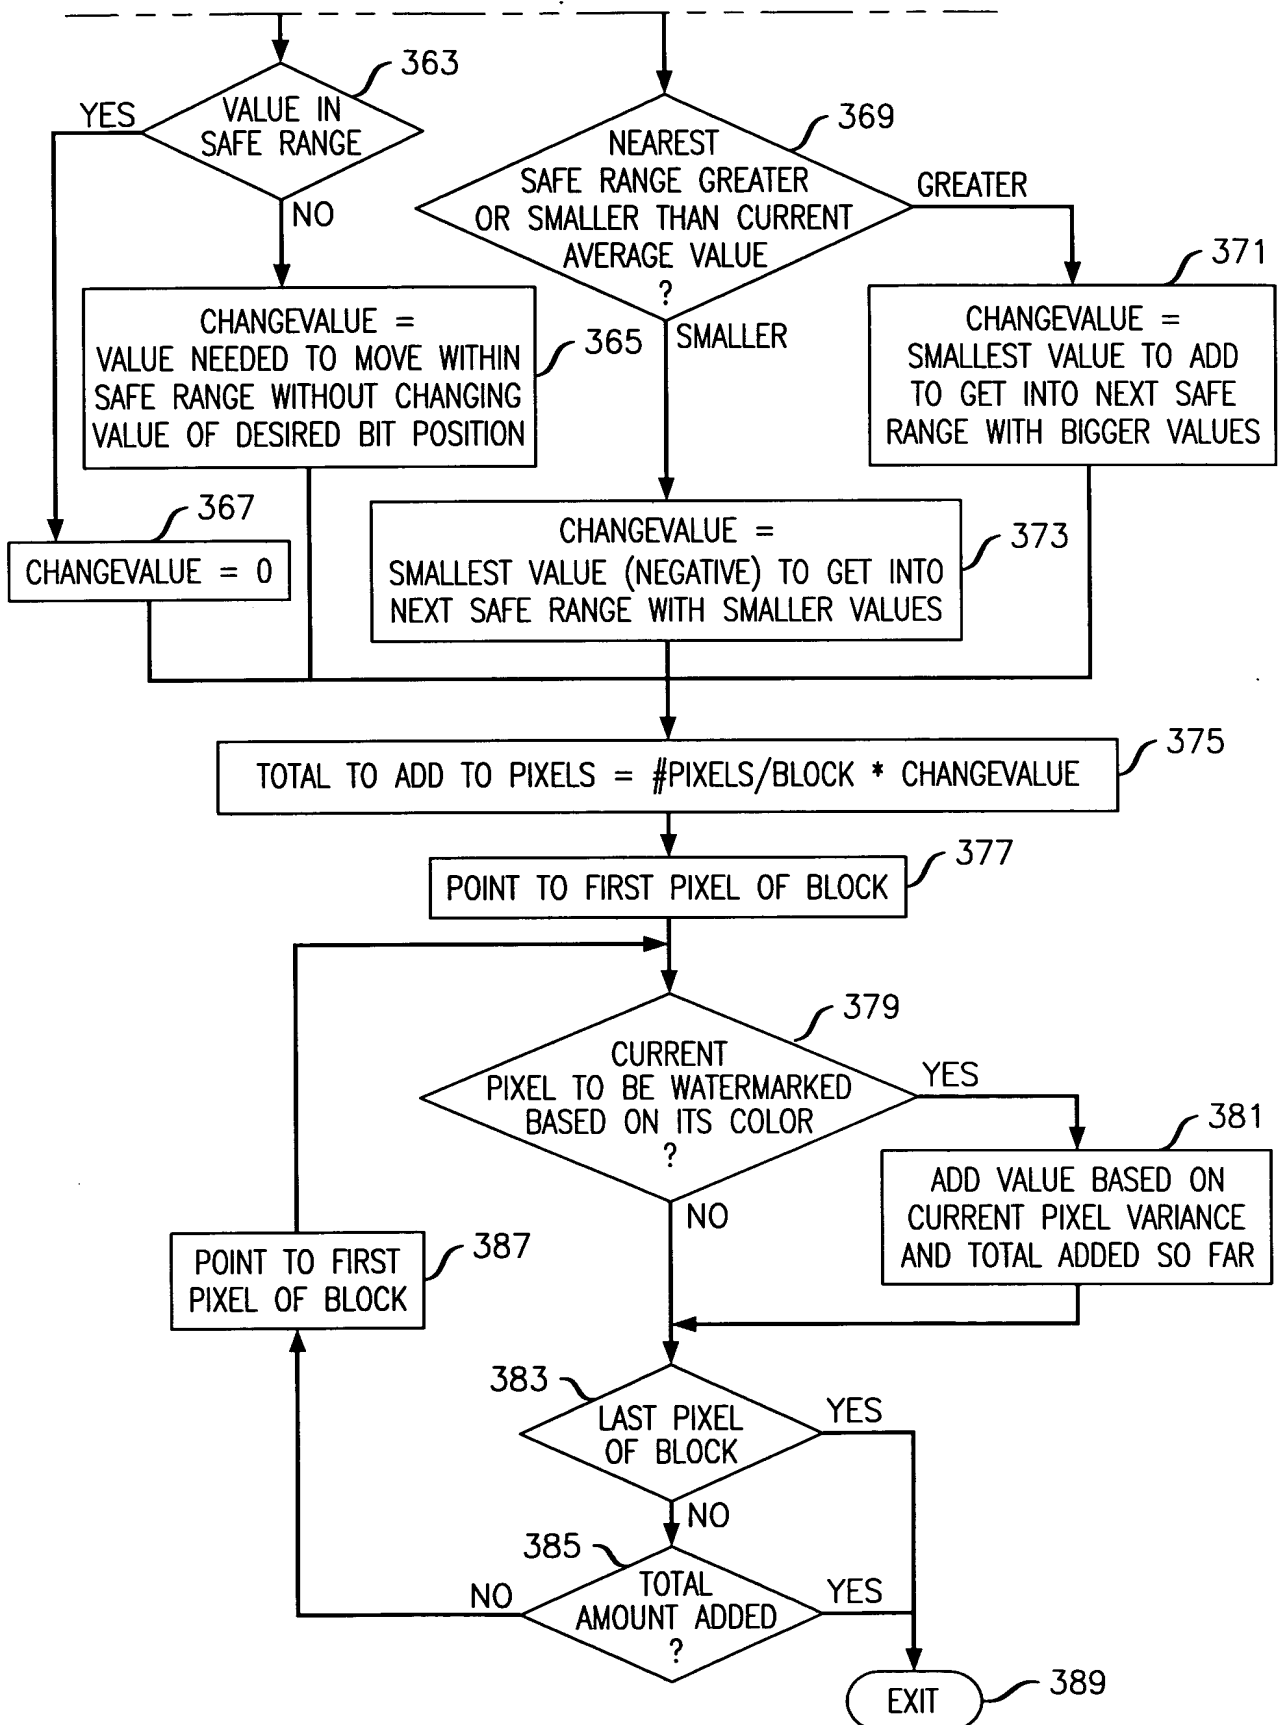 363
YES
VALUE IN
SAFE RANGE
NO
369
NEAREST
SAFE RANGE GREATER
OR SMALLER THAN CURRENT
AVERAGE VALUE
?
GREATER
SMALLER
371
CHANGEVALUE =
SMALLEST VALUE TO ADD
TO GET INTO NEXT SAFE
RANGE WITH BIGGER VALUES
365
CHANGEVALUE =
VALUE NEEDED TO MOVE WITHIN
SAFE RANGE WITHOUT CHANGING
VALUE OF DESIRED BIT POSITION
367
CHANGEVALUE = 0
373
CHANGEVALUE =
SMALLEST VALUE (NEGATIVE) TO GET INTO
NEXT SAFE RANGE WITH SMALLER VALUES
375
TOTAL TO ADD TO PIXELS = #PIXELS/BLOCK * CHANGEVALUE
377
POINT TO FIRST PIXEL OF BLOCK
379
CURRENT
PIXEL TO BE WATERMARKED
BASED ON ITS COLOR
?
YES
NO
381
ADD VALUE BASED ON
CURRENT PIXEL VARIANCE
AND TOTAL ADDED SO FAR
387
POINT TO FIRST
PIXEL OF BLOCK
383
LAST PIXEL
OF BLOCK
YES
NO
385
TOTAL
AMOUNT ADDED
?
NO
YES
EXIT
389